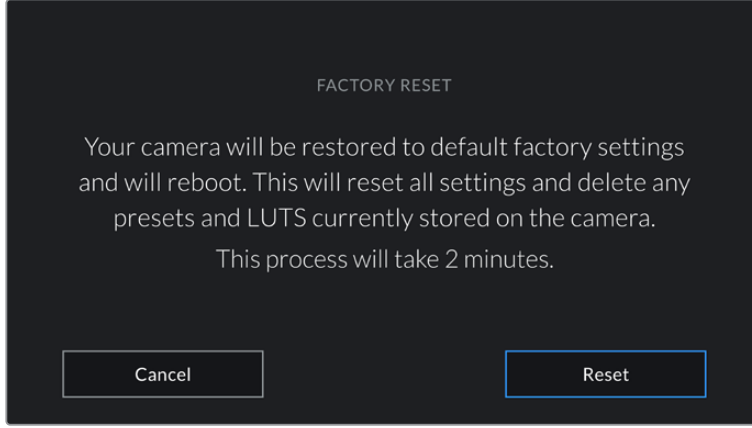 FACTORY RESET
Your camera will be restored to default factory settings
and will reboot. This will reset all settings and delete any
presets and LUTS currently stored on the camera.
This process will take 2 minutes.
Cancel
Reset